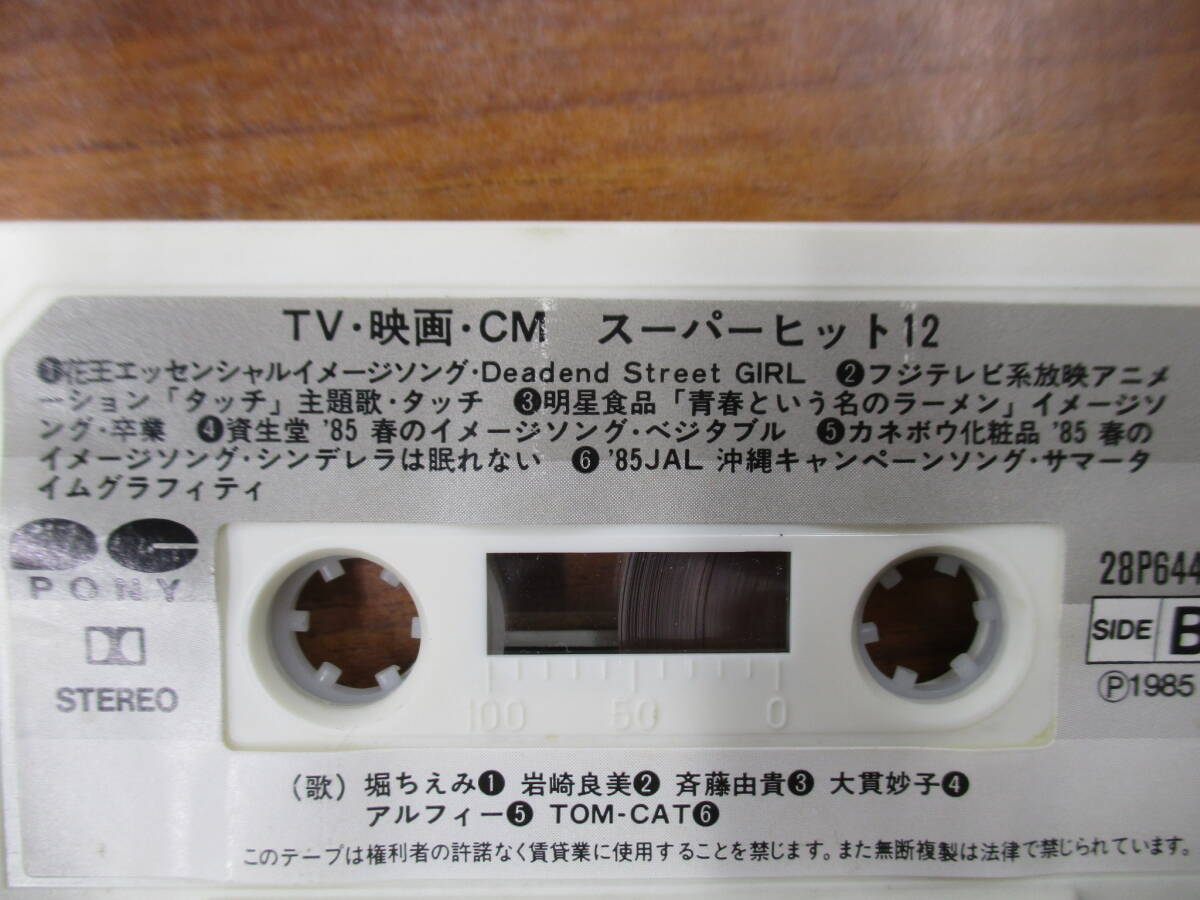 TV・映画・CM スーパーヒット12
❶花王エッセンシャルイメージソング・Deadend Street GIRL ❷フジテレビ系放映アニメ
ーション「タッチ」主題歌・タッチ ❸明星食品「青春という名のラーメン」イメージソ
ング・卒業 ❹資生堂 '85 春のイメージソング・ベジタブル ❺カネボウ化粧品 '85 春の
イメージソング・シンデレラは眠れない ❻ '85JAL 沖縄キャンペーンソング・サマータ
イムグラフィティ
PONY
STEREO
28P644
SIDE B
Ⓟ1985
100 50 0
(歌) 堀ちえみ❶ 岩崎良美❷ 斉藤由貴❸ 大貫妙子❹
アルフィー❺ TOM-CAT❻
このテープは権利者の許諾なく賃貸業に使用することを禁じます。また無断複製は法律で禁じられています。